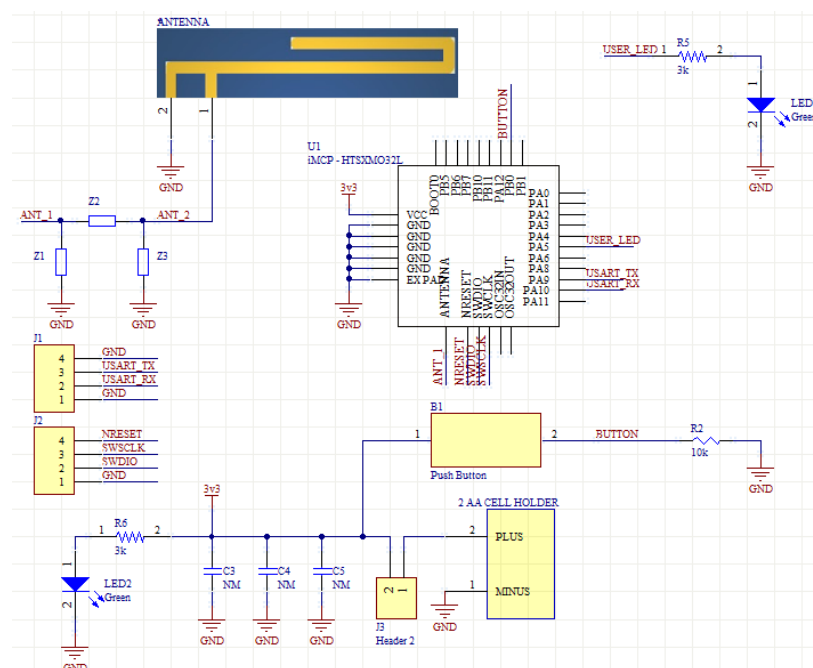 ANTENNA
2
1
GND
ANT_1
Z2
ANT_2
Z1
Z3
GND
GND
USER_LED
1
R5
2
3k
1
LED
Green
2
GND
U1
iMCP - HTSXMO32L
BUTTON
3v3
BOOT0
PB5
PB6
PB7
PB10
PB11
PA12
PB0
PB1
VCC
GND
GND
GND
GND
GND
EX PAD
PA0
PA1
PA2
PA3
PA4
PA5
PA6
PA8
PA9
PA10
PA11
USER_LED
USART_TX
USART_RX
ANTENNA
NRESET
SWDIO
SWCLK
OSC32IN
OSC32OUT
GND
ANT_1
NRESET
SWDIO
SWSCLK
J1
4 GND
3 USART_TX
2 USART_RX
1 GND
J2
4 NRESET
3 SWSCLK
2 SWDIO
1 GND
B1
1
2
Push Button
BUTTON
R2
10k
GND
3v3
1
R6
2
3k
1
LED2
Green
2
GND
C3
NM
C4
NM
C5
NM
GND
GND
GND
2
1
J3
Header 2
2 AA CELL HOLDER
2 PLUS
1 MINUS
GND